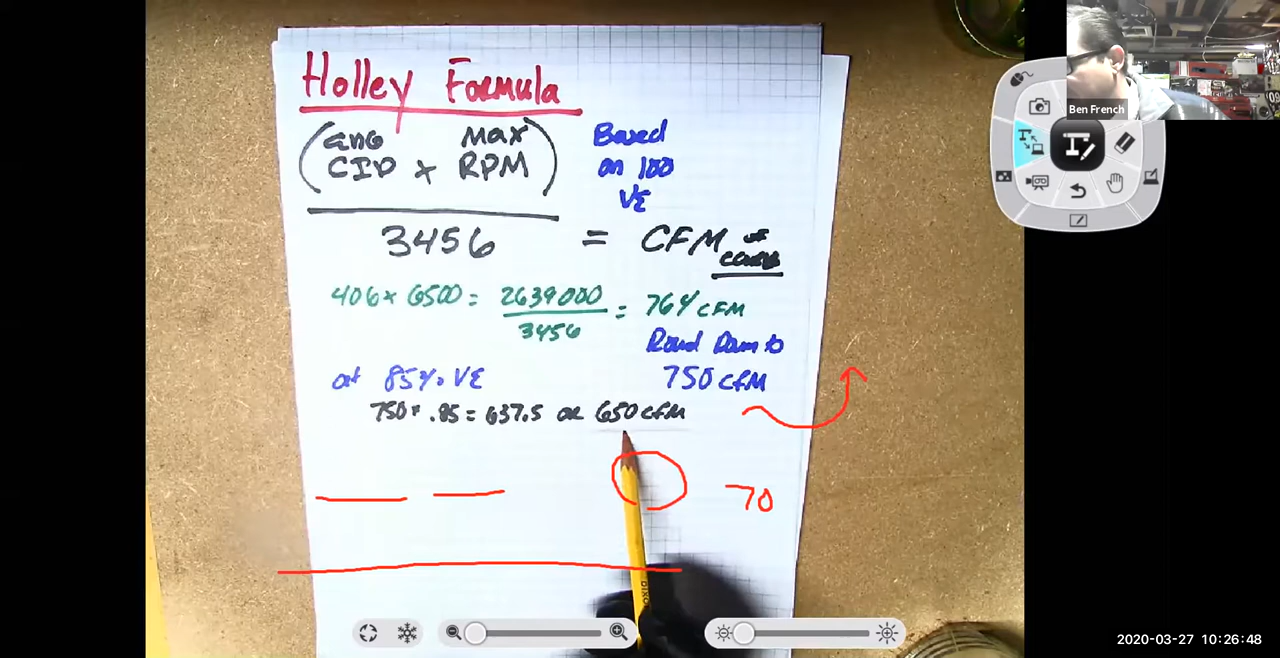 Holley Formula
(eng CID x max RPM)
3456
= CFM of carb
Based
on 100
VE
406 x 6500 = 2639000 = 764 CFM
3456
Round Down to
750 CFM
at 85% VE
750 x .85 = 637.5 or 650 CFM
70
Ben French
2020-03-27 10:26:48